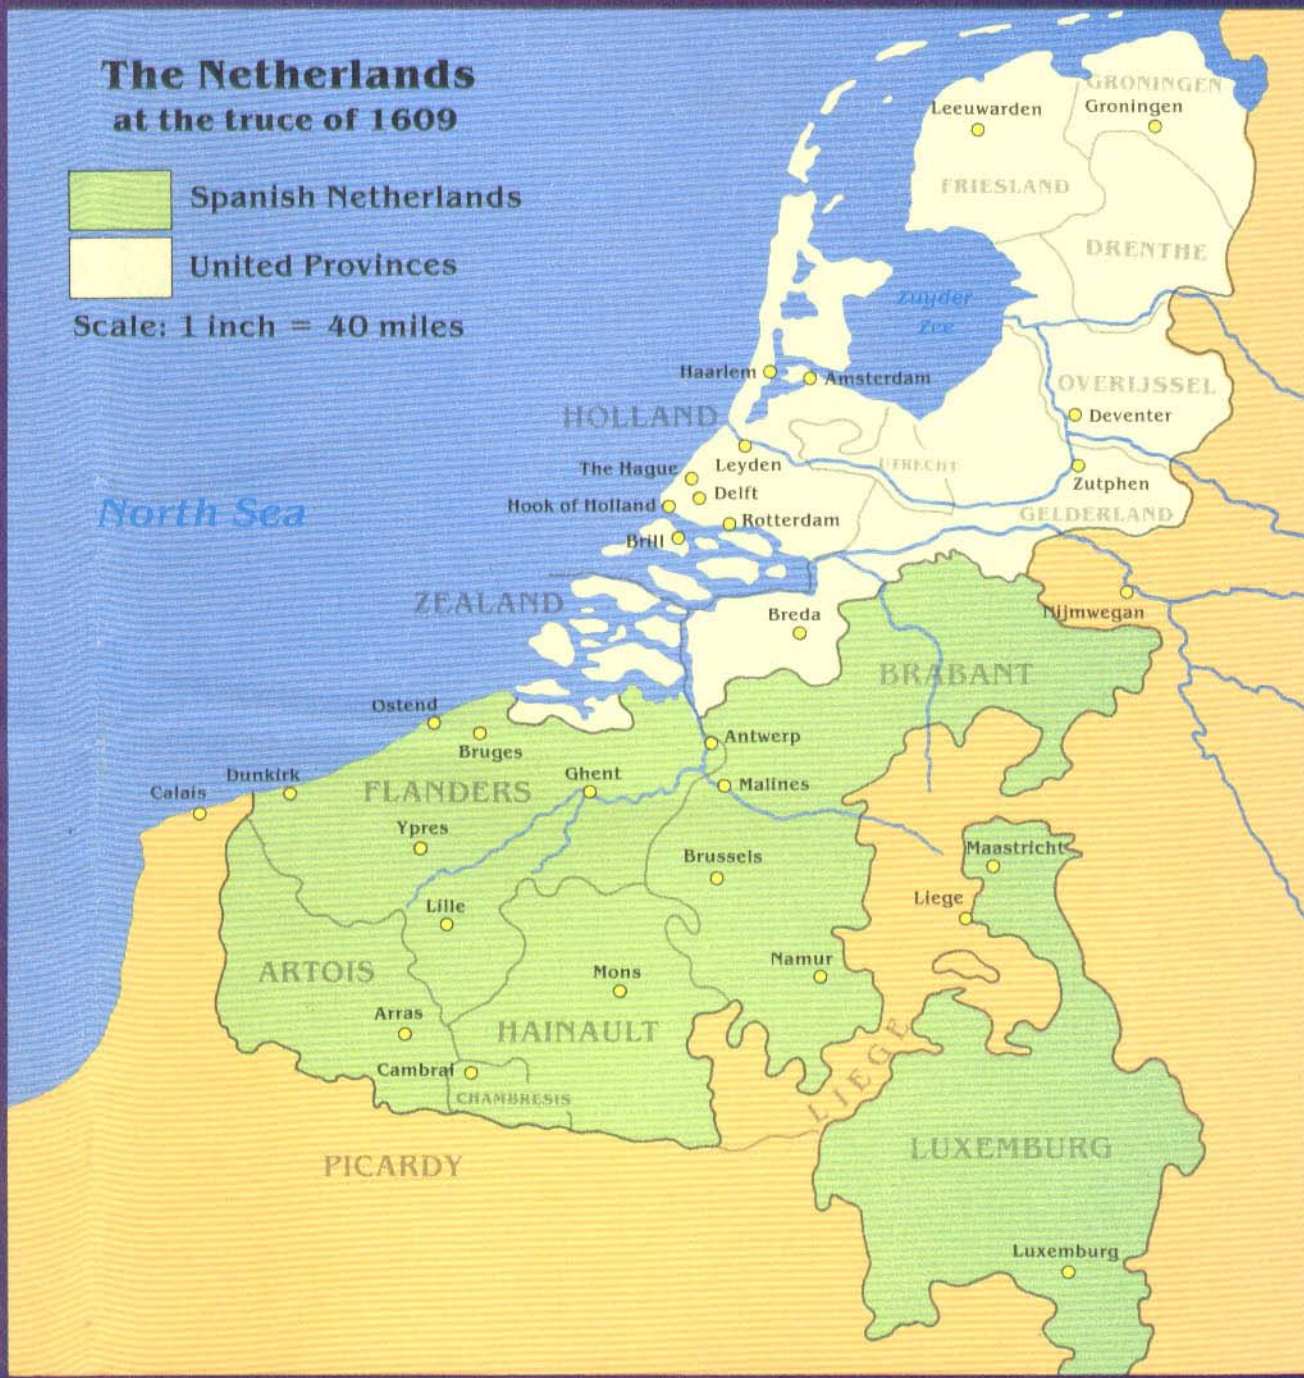 The Netherlands
at the truce of 1609
Spanish Netherlands
United Provinces
Scale: 1 inch = 40 miles
GRONINGEN
Leeuwarden
Groningen
FRIESLAND
DRENTHE
Zuyder
Zee
Haarlem
Amsterdam
OVERIJSSEL
HOLLAND
Deventer
UTRECHT
The Hague
Leyden
Zutphen
Delft
Hook of Holland
GELDERLAND
Rotterdam
North Sea
Brill
ZEALAND
Nijmwegan
Breda
BRABANT
Ostend
Bruges
Antwerp
Dunkirk
Ghent
Calais
FLANDERS
Malines
Ypres
Brussels
Maastricht
Lille
Liege
ARTOIS
Mons
Namur
Arras
HAINAULT
LIEGE
Cambral
CHAMBRESIS
PICARDY
LUXEMBURG
Luxemburg